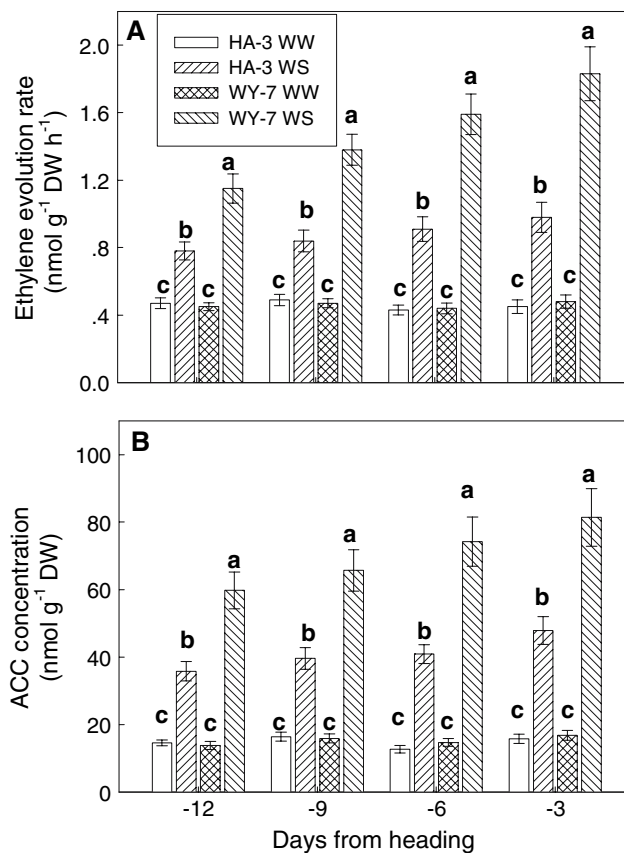 A
HA-3 WW
HA-3 WS
WY-7 WW
WY-7 WS
Ethylene evolution rate
(nmol g⁻¹ DW h⁻¹)
2.0
1.6
1.2
.8
.4
0.0
c b c a
c b c a
c b c a
c b c a
B
ACC concentration
(nmol g⁻¹ DW)
100
80
60
40
20
0
c b c a
c b c a
c b c a
c b c a
-12 -9 -6 -3
Days from heading